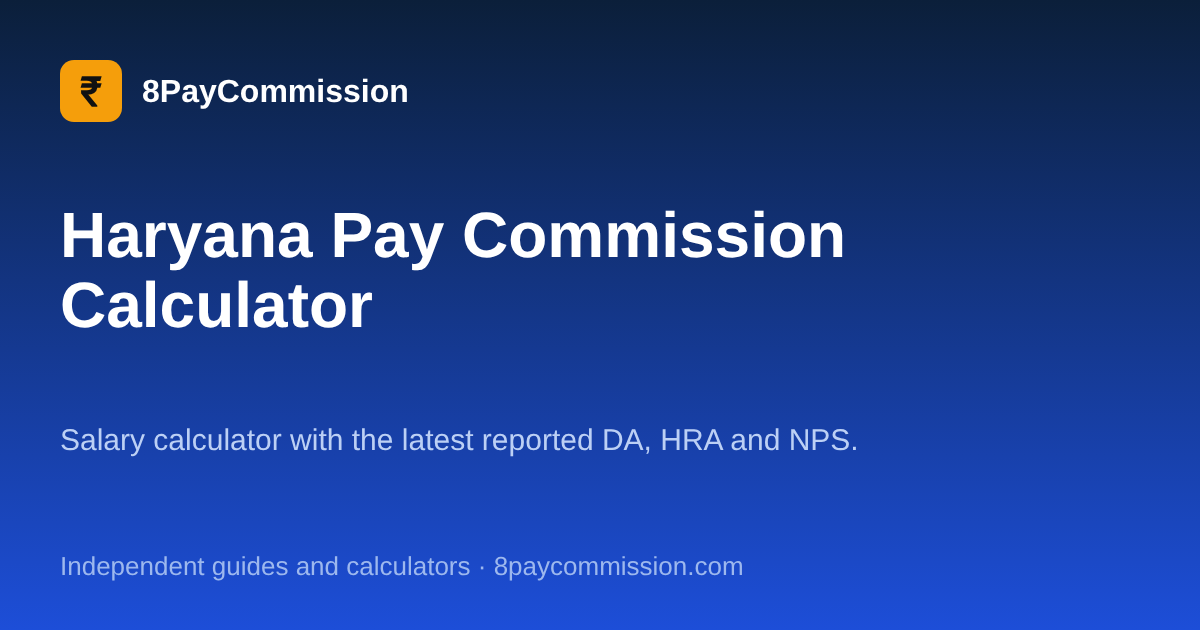 ₹
8PayCommission
Haryana Pay Commission
Calculator
Salary calculator with the latest reported DA, HRA and NPS.
Independent guides and calculators · 8paycommission.com